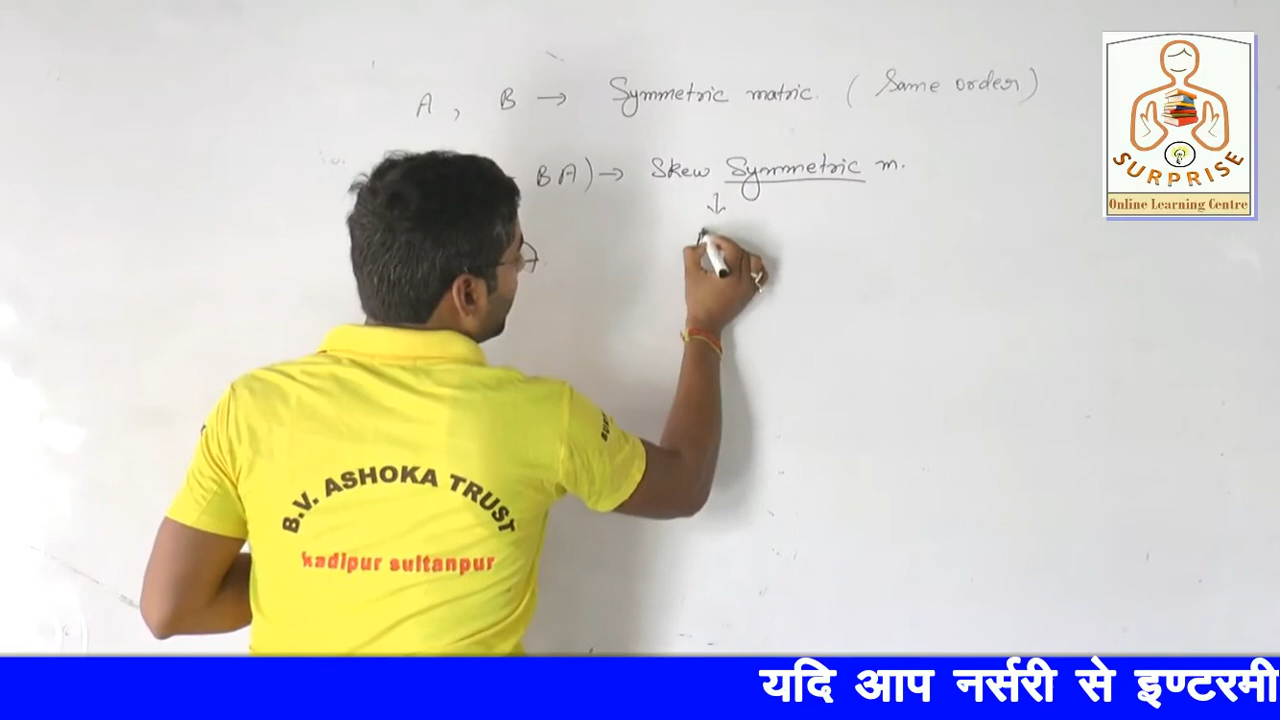 A, B → Symmetric matric. (Same order)
BA) → Skew Symmetric m.
↓
SURPRISE
Online Learning Centre
B.V. ASHOKA TRUST
kadipur sultanpur
यदि आप नर्सरी से इण्टरमी